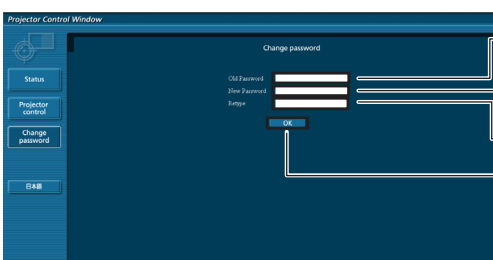 Projector Control Window
Change password
Status
Projector
control
Change
password
日本語
Old Password
New Password
Retype
OK